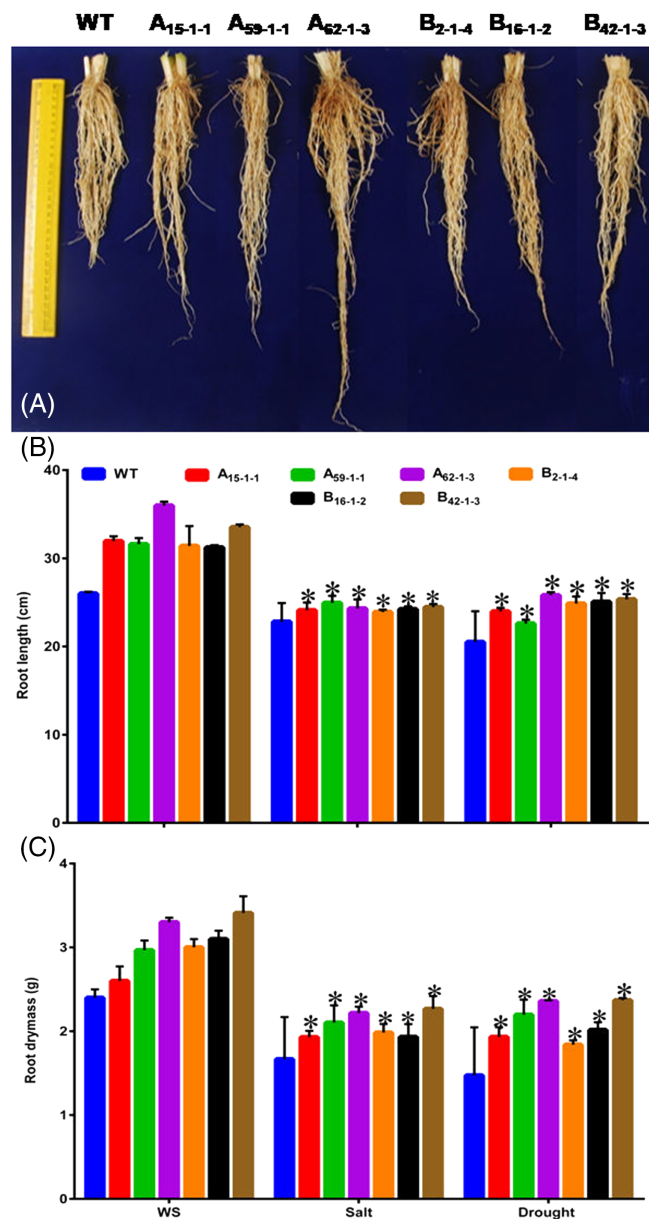 WT A15-1-1 A59-1-1 A62-1-3 B2-1-4 B16-1-2 B42-1-3
(A)
(B)
WT A15-1-1 A59-1-1 A62-1-3 B2-1-4
B16-1-2 B42-1-3
40
30
20
10
0
Root length (cm)
* * * * * * * * * * * *
(C)
4
3
2
1
0
Root drymass (g)
* * * * * * * * * * * *
WS Salt Drought